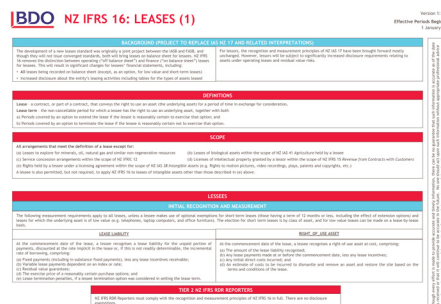 BDO NZ IFRS 16: LEASES (1)
Effective Periods Beg
1 January
BACKGROUND (PROJECT TO REPLACE IAS NZ 17 AND RELATED INTERPRETATIONS)
The development of a new leases standard was originally a joint project between the IASB and FASB, and
though they will not issue converged standards, both will bring leases on balance sheet for lessees. NZ IFRS
16 removes the distinction between operating ("off balance sheet") and finance ("on balance sheet") leases
for lessees. This will result in significant changes for lessees' financial statements, including:
• All leases being recorded on balance sheet (except, as an option, for low-value and short-term leases)
• Increased disclosure about the entity's leasing activities including tables for the types of assets leased
For lessors, the recognition and measurement principles of NZ IAS 17 have been brought forward mostly
unchanged. However, lessors will be subject to significantly increased disclosure requirements relating to
assets under operating leases and residual value risks.
DEFINITIONS
Lease – a contract, or part of a contract, that conveys the right to use an asset (the underlying asset) for a period of time in exchange for consideration.
Lease term – the non-cancellable period for which a lessee has the right to use an underlying asset, together with both
a) Periods covered by an option to extend the lease if the lessee is reasonably certain to exercise that option; and
b) Periods covered by an option to terminate the lease if the lessee is reasonably certain not to exercise that option.
SCOPE
All arrangements that meet the definition of a lease except for:
(a) Leases to explore for minerals, oil, natural gas and similar non-regenerative resources
(b) Leases of biological assets within the scope of NZ IAS 41 Agriculture held by a lessee
(c) Service concession arrangements within the scope of NZ IFRIC 12
(d) Licenses of intellectual property granted by a lessor within the scope of NZ IFRS 15 Revenue from Contracts with Customers
(e) Rights held by a lessee under a licensing agreement within the scope of NZ IAS 38 Intangible Assets (e.g. Rights to motion pictures, video recordings, plays, patents and copyrights, etc.)
A lessee is also permitted, but not required, to apply NZ IFRS 16 to leases of intangible assets other than those described in (e) above.
LESSEES
INITIAL RECOGNITION AND MEASUREMENT
The following measurement requirements apply to all leases, unless a lessee makes use of optional exemptions for short term leases (those having a term of 12 months or less, including the effect of extension options) and
leases for which the underlying asset is of low value (e.g. telephones, laptop computers, and office furniture). The election for short term leases is by class of asset, and for low value leases can be made on a lease-by-lease
basis.
LEASE LIABILITY
At the commencement date of the lease, a lessee recognises a lease liability for the unpaid portion of
payments, discounted at the rate implicit in the lease or, if this is not readily determinable, the incremental
rate of borrowing, comprising:
(a) Fixed payments (including in-substance fixed payments), less any lease incentives receivable;
(b) Variable lease payments dependent on an index or rate;
(c) Residual value guarantees;
(d) The exercise price of a reasonably certain purchase options; and
(e) Lease termination penalties, if a lessee termination option was considered in setting the lease term.
RIGHT_OF_USE ASSET
At the commencement date of the lease, a lessee recognises a right of use asset at cost, comprising:
(a) The amount of the lease liability recognised;
(b) Any lease payments made at or before the commencement date, less any lease incentives;
(c) Any initial direct costs incurred; and
(d) An estimate of costs to be incurred to dismantle and remove an asset and restore the site based on the
terms and conditions of the lease.
TIER 2 NZ IFRS RDR REPORTERS
NZ IFRS RDR Reporters must comply with the recognition and measurement principles of NZ IFRS 16 in full. There are no disclosure